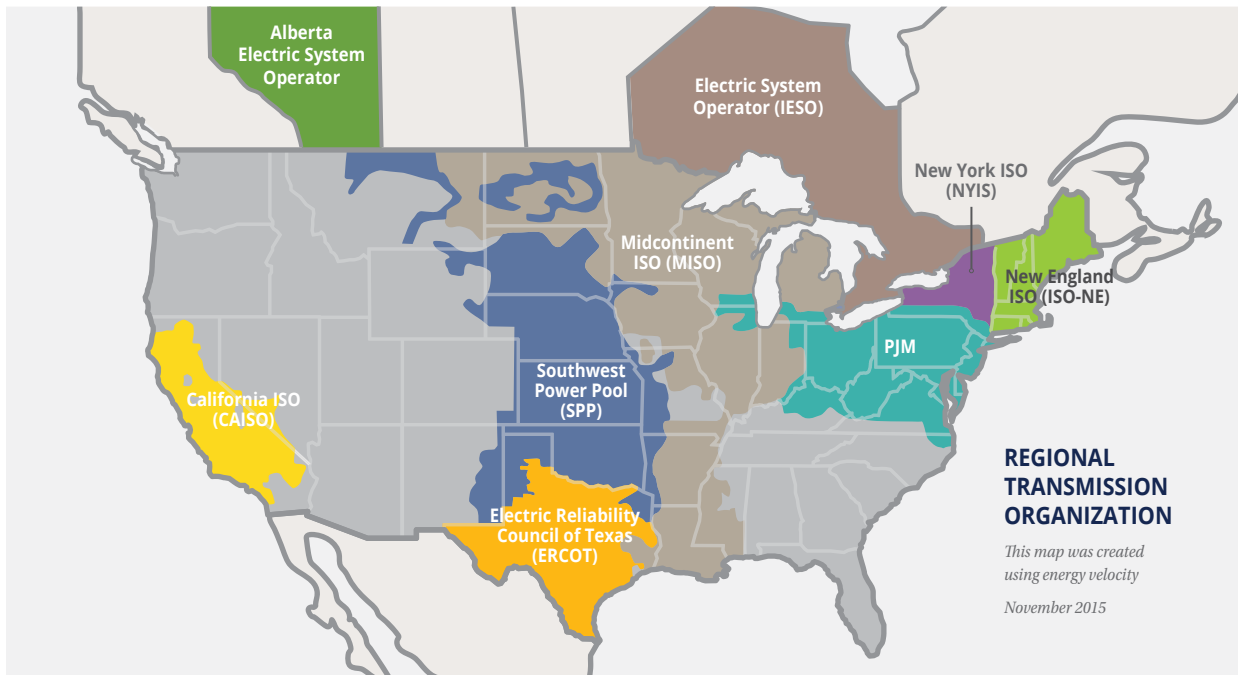 Alberta
Electric System
Operator
Electric System
Operator (IESO)
New York ISO
(NYIS)
Midcontinent
ISO (MISO)
New England
ISO (ISO-NE)
PJM
Southwest
Power Pool
(SPP)
California ISO
(CAISO)
Electric Reliability
Council of Texas
(ERCOT)
REGIONAL
TRANSMISSION
ORGANIZATION
This map was created
using energy velocity
November 2015